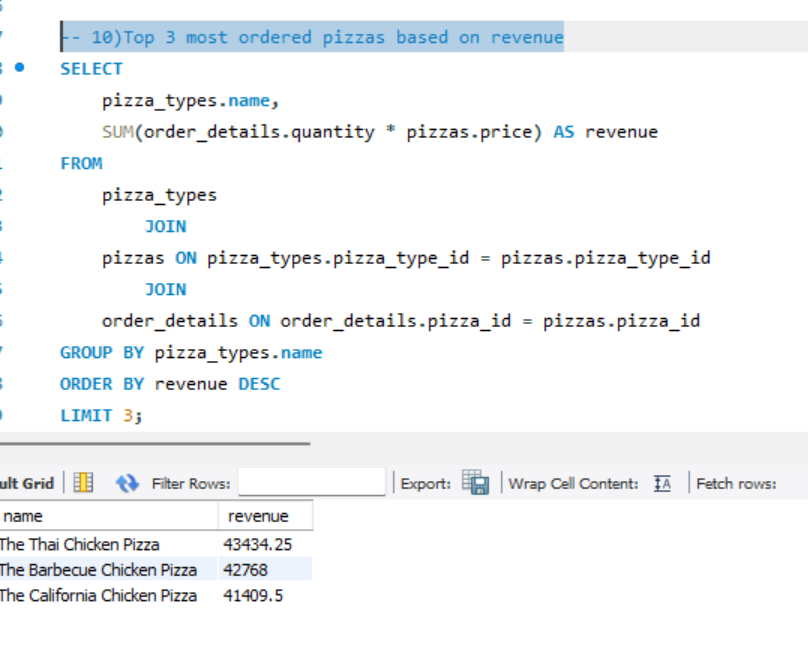 -- 10)Top 3 most ordered pizzas based on revenue
SELECT
pizza_types.name,
SUM(order_details.quantity * pizzas.price) AS revenue
FROM
pizza_types
JOIN
pizzas ON pizza_types.pizza_type_id = pizzas.pizza_type_id
JOIN
order_details ON order_details.pizza_id = pizzas.pizza_id
GROUP BY pizza_types.name
ORDER BY revenue DESC
LIMIT 3;
ult Grid Filter Rows: Export: Wrap Cell Content: Fetch rows:
name revenue
The Thai Chicken Pizza 43434.25
The Barbecue Chicken Pizza 42768
The California Chicken Pizza 41409.5